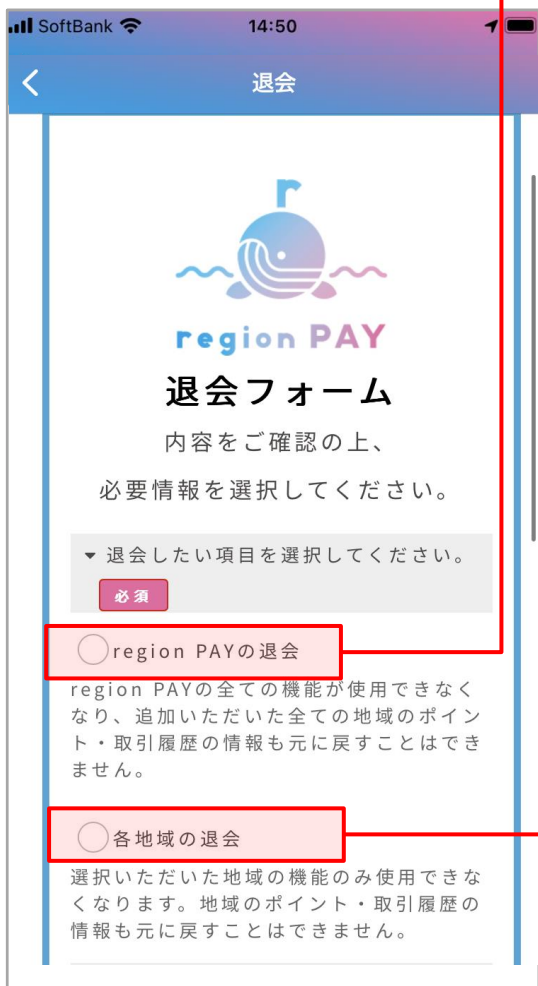 SoftBank 14:50
退会
r
region PAY
退会フォーム
内容をご確認の上、
必要情報を選択してください。
▼ 退会したい項目を選択してください。
必須
region PAYの退会
region PAYの全ての機能が使用できなく
なり、追加いただいた全ての地域のポイン
ト・取引履歴の情報も元に戻すことはでき
ません。
各地域の退会
選択いただいた地域の機能のみ使用できな
くなります。地域のポイント・取引履歴の
情報も元に戻すことはできません。